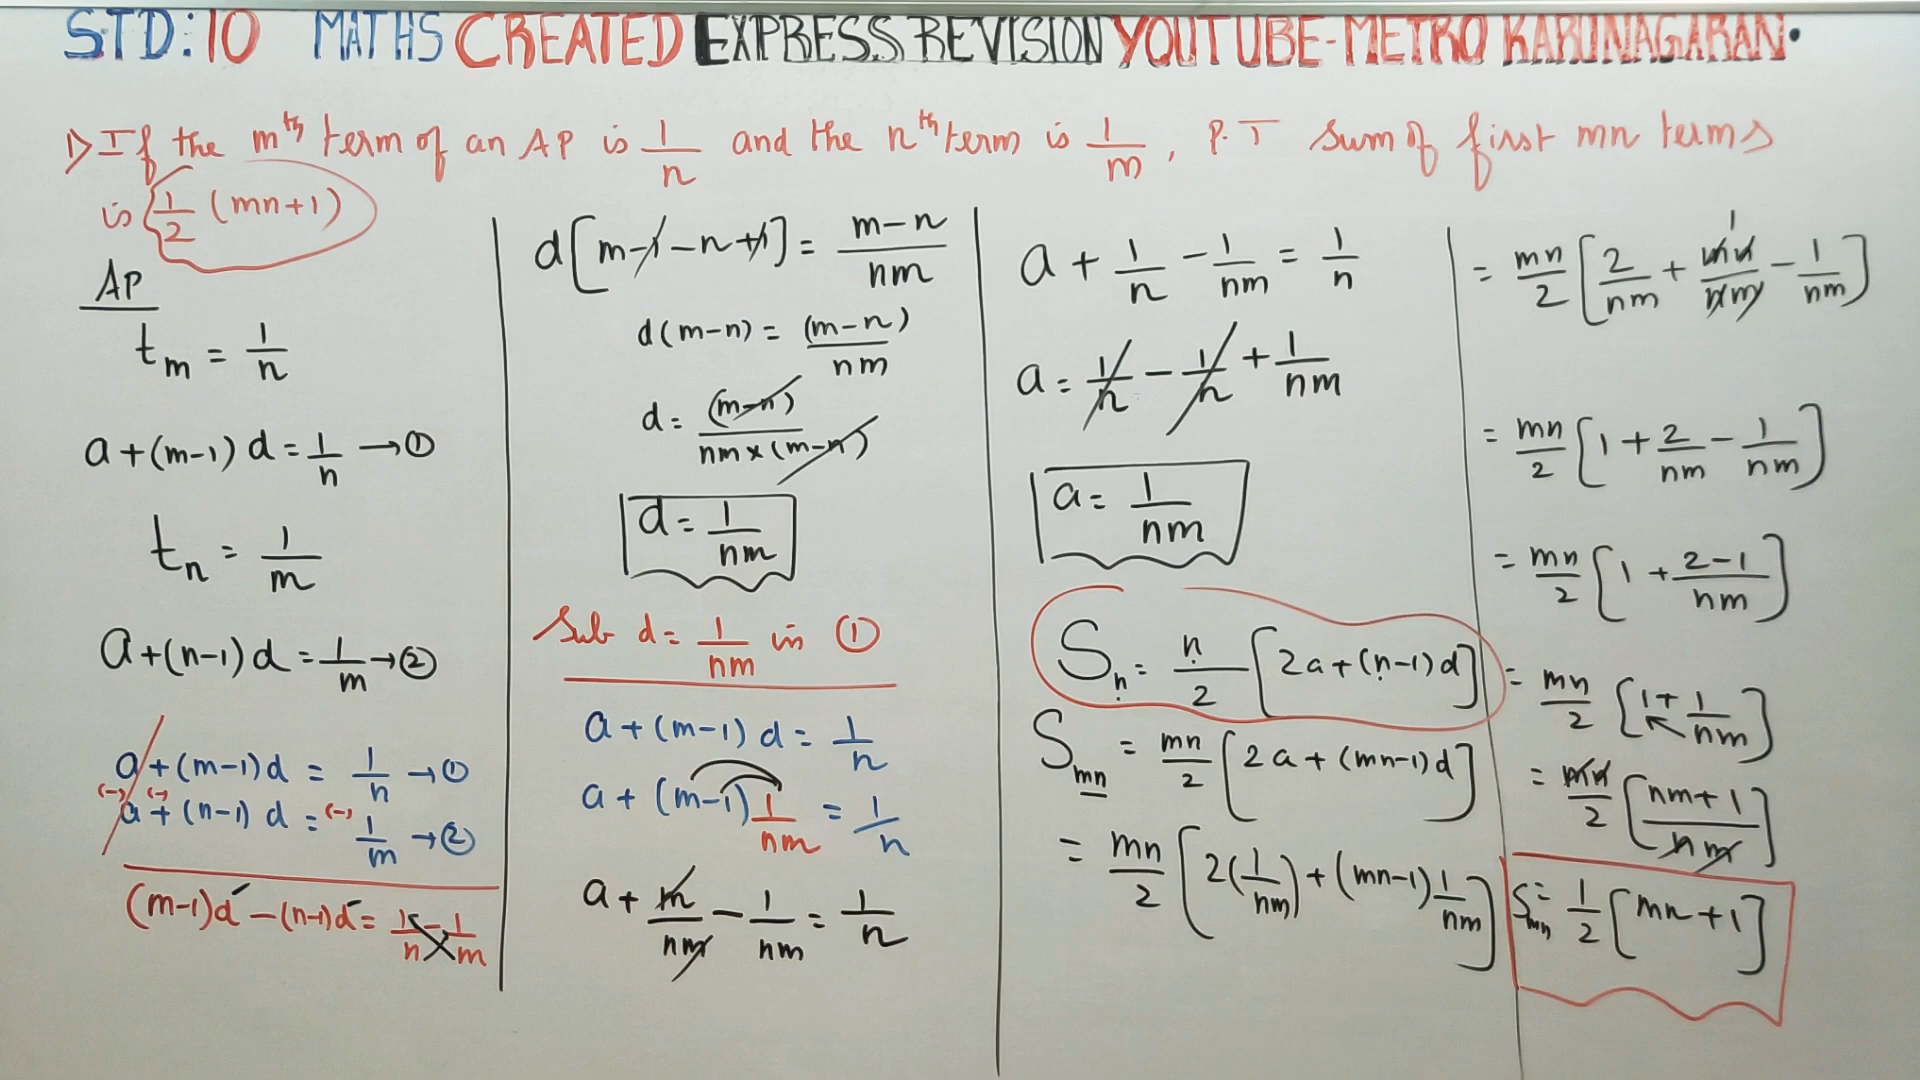 STD: 10 MATHS CREATED EXPRESS REVISION YOUTUBE-METRO KARUNAGARAN.
1) If the mᵗʰ term of an AP is 1/n and the nᵗʰ term is 1/m, P.T sum of first mn terms
is 1/2 (mn+1)
AP
tm = 1/n
a+(m-1) d = 1/n → ①
tn = 1/m
a+(n-1) d = 1/m → ②
a+(m-1)d = 1/n → ①
(-) (-) (-)
a+(n-1) d = 1/m → ②
(m-1)d - (n-1)d = 1/n - 1/m
d[m-1-n+1] = m-n/nm
d(m-n) = (m-n)/nm
d = (m-n)/nm×(m-n)
d = 1/nm
Sub d = 1/nm in ①
a+(m-1) d = 1/n
a+(m-1) 1/nm = 1/n
a + m/nm - 1/nm = 1/n
a + 1/n - 1/nm = 1/n
a = 1/n - 1/n + 1/nm
a = 1/nm
Sn = n/2 [2a+(n-1)d]
Smn = mn/2 [2a+(mn-1)d]
= mn/2 [2(1/nm)+(mn-1)1/nm]
= mn/2 [2/nm + mn/nm - 1/nm] 1
= mn/2 [1 + 2/nm - 1/nm]
= mn/2 [1 + 2-1/nm]
= mn/2 [1 + 1/nm]
= mn/2 [nm+1/nm]
Smn = 1/2 [mn+1]